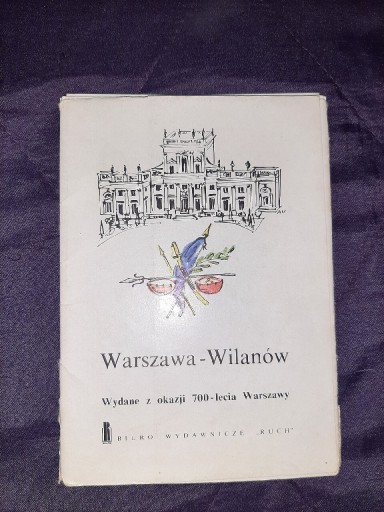 Warszawa-Wilanów
Wydane z okazji 700-lecia Warszawy
BIURO WYDAWNICZE „RUCH"